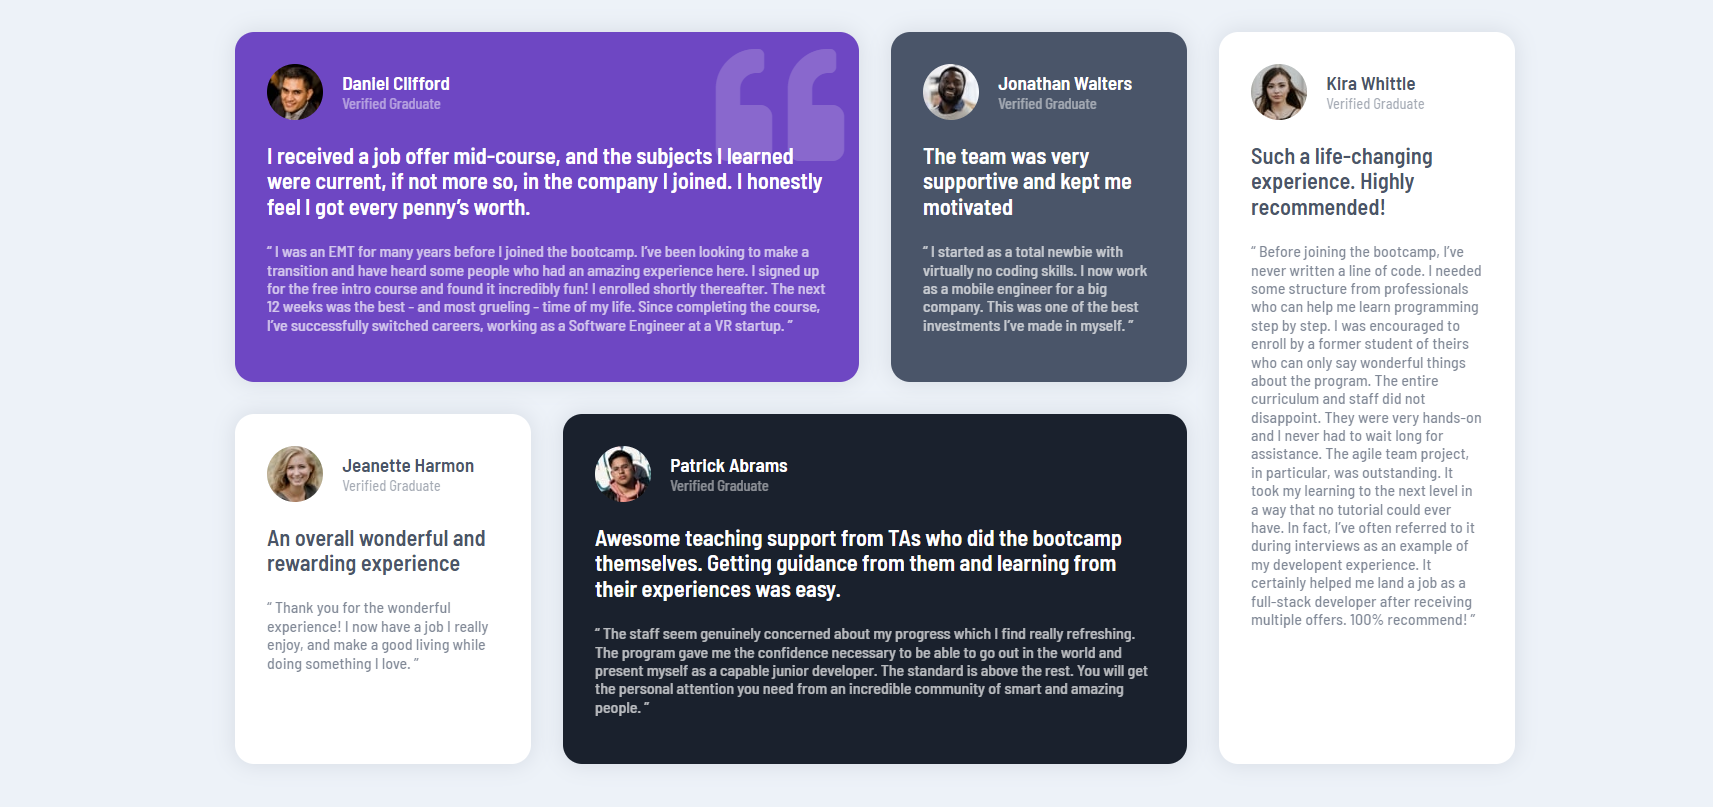 Daniel Clifford
Verified Graduate
I received a job offer mid-course, and the subjects I learned
were current, if not more so, in the company I joined. I honestly
feel I got every penny’s worth.
“ I was an EMT for many years before I joined the bootcamp. I’ve been looking to make a
transition and have heard some people who had an amazing experience here. I signed up
for the free intro course and found it incredibly fun! I enrolled shortly thereafter. The next
12 weeks was the best - and most grueling - time of my life. Since completing the course,
I’ve successfully switched careers, working as a Software Engineer at a VR startup. ”
Jonathan Walters
Verified Graduate
The team was very
supportive and kept me
motivated
“ I started as a total newbie with
virtually no coding skills. I now work
as a mobile engineer for a big
company. This was one of the best
investments I’ve made in myself. ”
Kira Whittle
Verified Graduate
Such a life-changing
experience. Highly
recommended!
“ Before joining the bootcamp, I’ve
never written a line of code. I needed
some structure from professionals
who can help me learn programming
step by step. I was encouraged to
enroll by a former student of theirs
who can only say wonderful things
about the program. The entire
curriculum and staff did not
disappoint. They were very hands-on
and I never had to wait long for
assistance. The agile team project,
in particular, was outstanding. It
took my learning to the next level in
a way that no tutorial could ever
have. In fact, I’ve often referred to it
during interviews as an example of
my developent experience. It
certainly helped me land a job as a
full-stack developer after receiving
multiple offers. 100% recommend! ”
Jeanette Harmon
Verified Graduate
An overall wonderful and
rewarding experience
“ Thank you for the wonderful
experience! I now have a job I really
enjoy, and make a good living while
doing something I love. ”
Patrick Abrams
Verified Graduate
Awesome teaching support from TAs who did the bootcamp
themselves. Getting guidance from them and learning from
their experiences was easy.
“ The staff seem genuinely concerned about my progress which I find really refreshing.
The program gave me the confidence necessary to be able to go out in the world and
present myself as a capable junior developer. The standard is above the rest. You will get
the personal attention you need from an incredible community of smart and amazing
people. ”